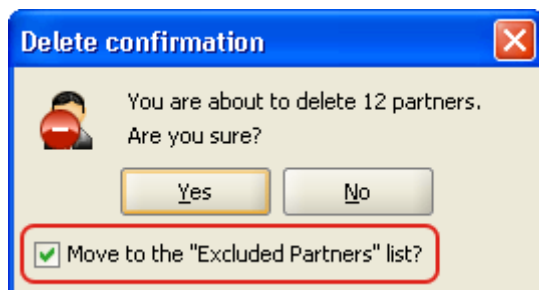 Delete confirmation
You are about to delete 12 partners.
Are you sure?
Yes
No
Move to the "Excluded Partners" list?